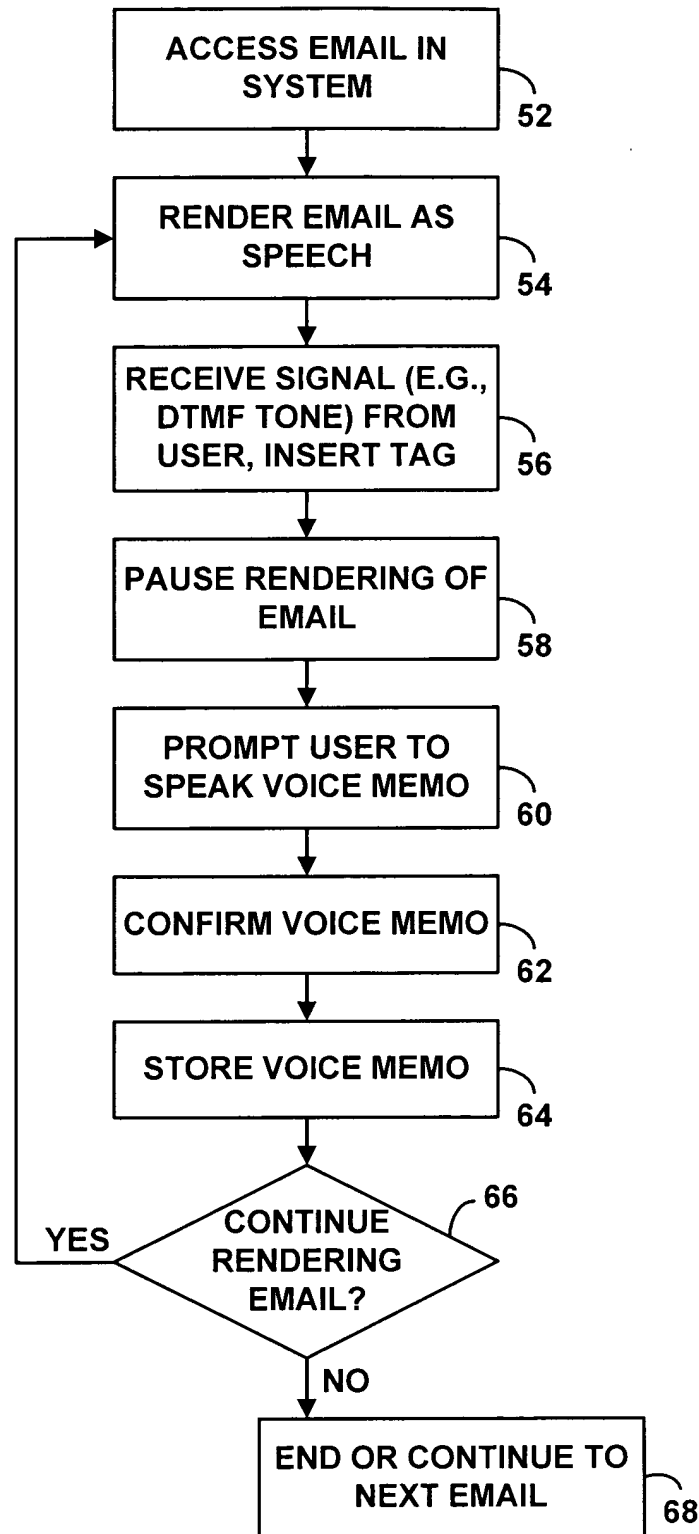 ACCESS EMAIL IN
SYSTEM
52
RENDER EMAIL AS
SPEECH
54
RECEIVE SIGNAL (E.G.,
DTMF TONE) FROM
USER, INSERT TAG
56
PAUSE RENDERING OF
EMAIL
58
PROMPT USER TO
SPEAK VOICE MEMO
60
CONFIRM VOICE MEMO
62
STORE VOICE MEMO
64
66
YES
CONTINUE
RENDERING
EMAIL?
NO
END OR CONTINUE TO
NEXT EMAIL
68